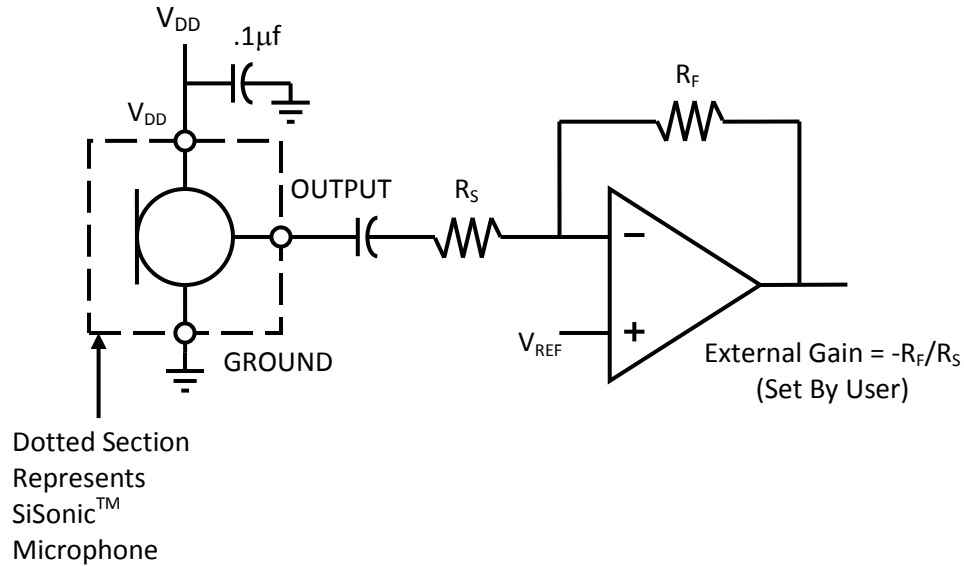 V_DD
.1µf
V_DD
R_F
OUTPUT
R_S
−
V_REF
+
GROUND
External Gain = -R_F/R_S
(Set By User)
Dotted Section
Represents
SiSonic™
Microphone